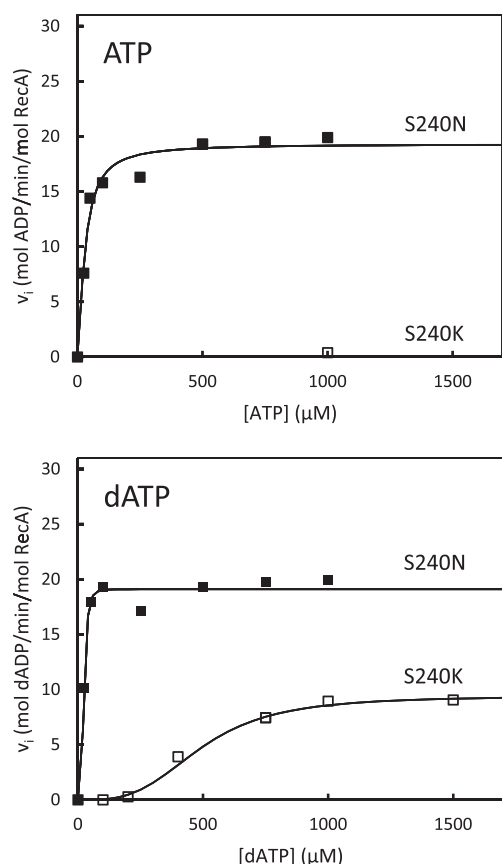 ATP
v_i (mol ADP/min/mol RecA)
30
25
20
15
10
5
0
S240N
S240K
0 500 1000 1500
[ATP] (μM)
dATP
v_i (mol dADP/min/mol RecA)
30
25
20
15
10
5
0
S240N
S240K
0 500 1000 1500
[dATP] (μM)